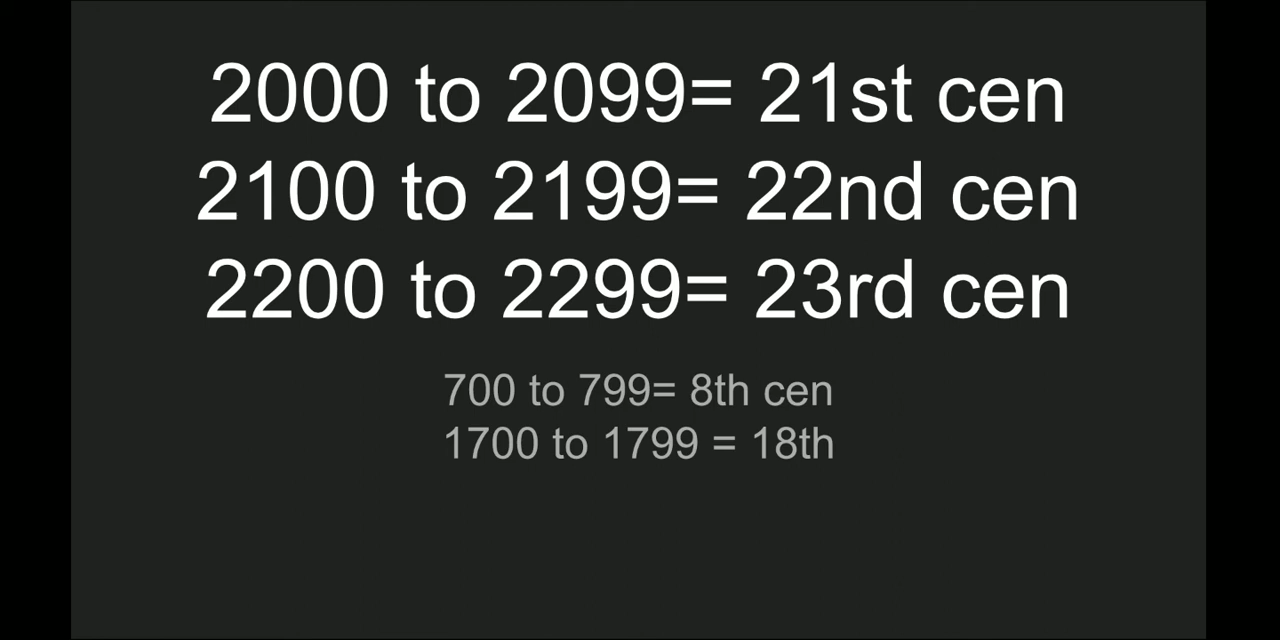 2000 to 2099= 21st cen
2100 to 2199= 22nd cen
2200 to 2299= 23rd cen
700 to 799= 8th cen
1700 to 1799 = 18th